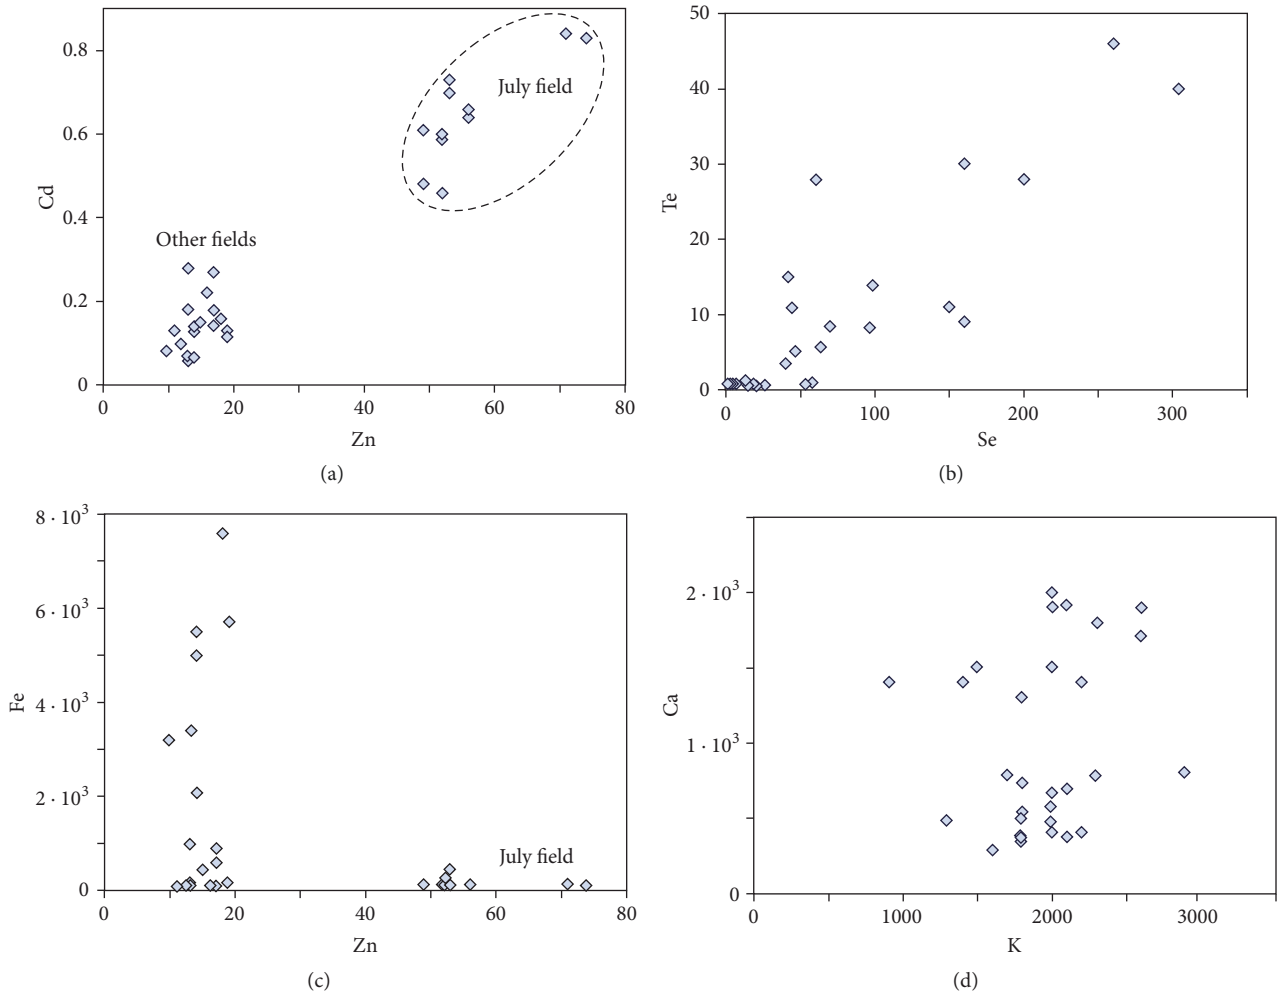 0.8
0.6
0.4
0.2
0
Cd
July field
Other fields
0 20 40 60 80
Zn
(a)
50
40
30
20
10
0
Te
0 100 200 300
Se
(b)
8 · 10³
6 · 10³
4 · 10³
2 · 10³
0
Fe
July field
0 20 40 60 80
Zn
(c)
2 · 10³
1 · 10³
0
Ca
0 1000 2000 3000
K
(d)